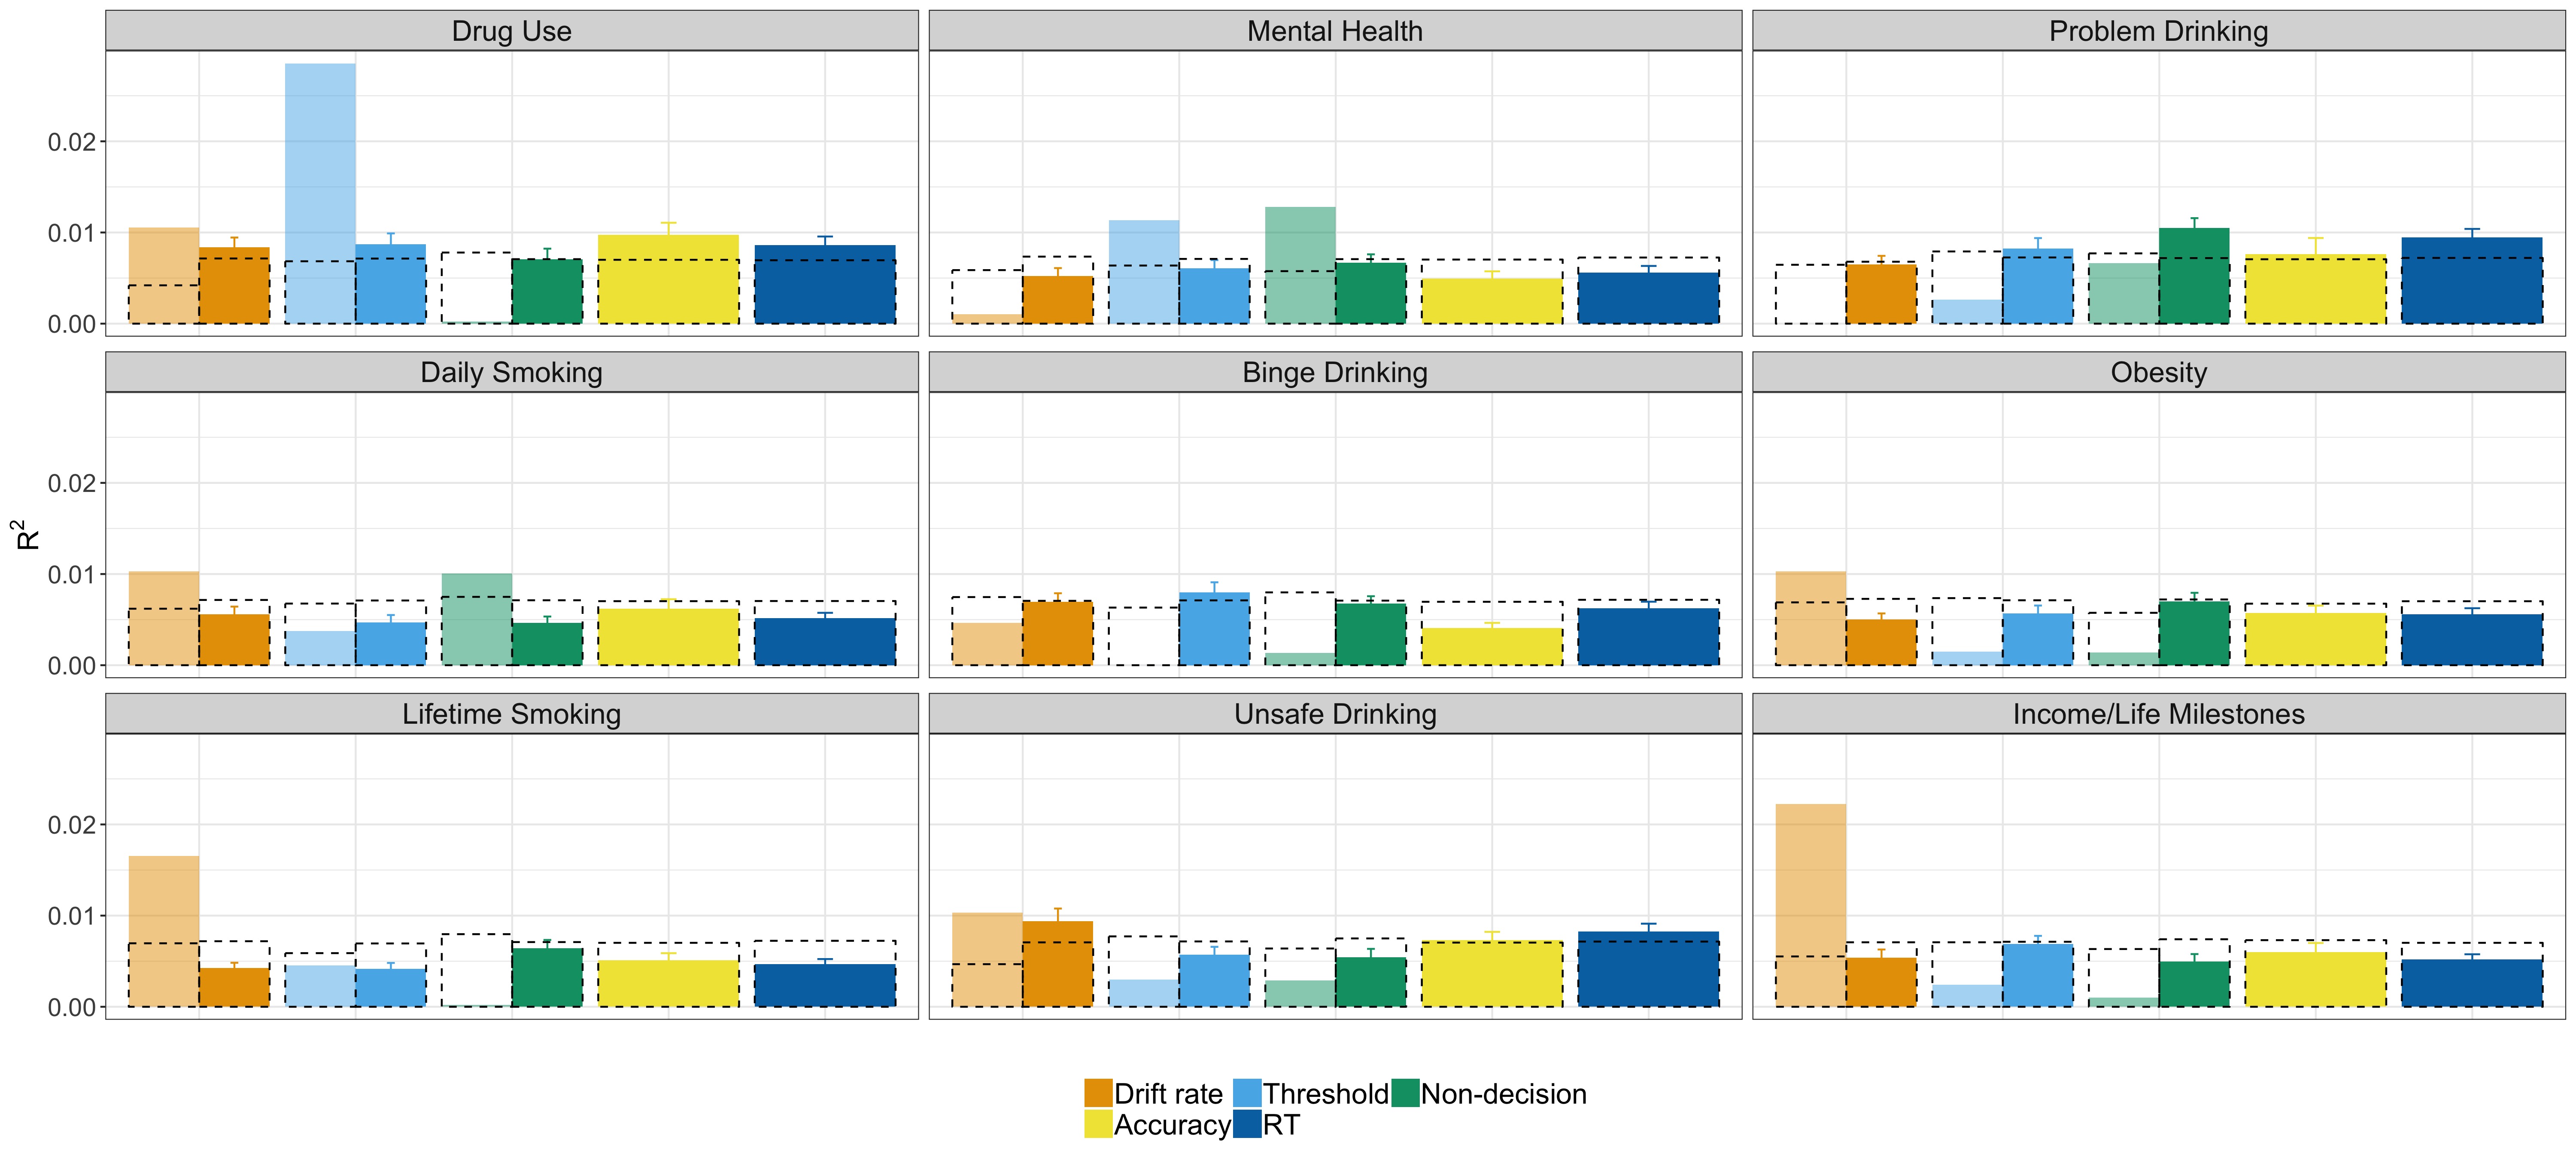 Drug Use
Mental Health
Problem Drinking
0.02
0.01
0.00
Daily Smoking
Binge Drinking
Obesity
0.02
0.01
0.00
R²
Lifetime Smoking
Unsafe Drinking
Income/Life Milestones
0.02
0.01
0.00
Drift rate Threshold Non-decision
Accuracy RT